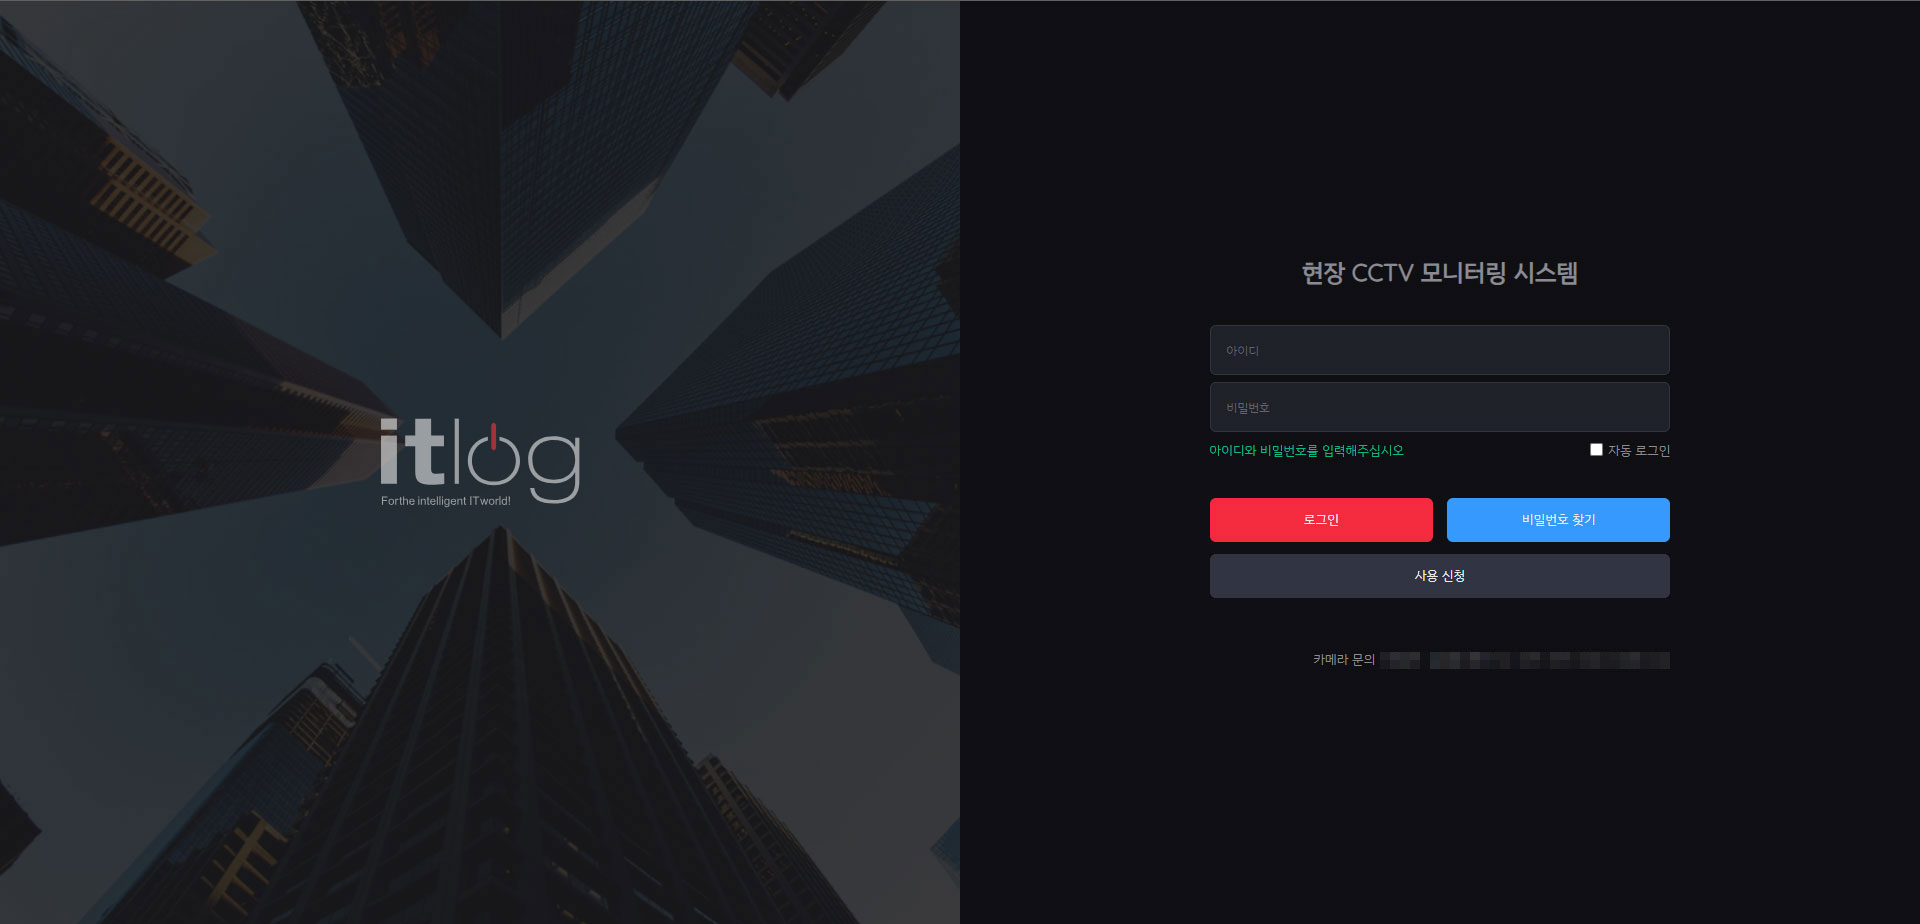 itlog
Forthe intelligent ITworld!
현장 CCTV 모니터링 시스템
아이디
비밀번호
아이디와 비밀번호를 입력해주십시오
자동 로그인
로그인
비밀번호 찾기
사용 신청
카메라 문의